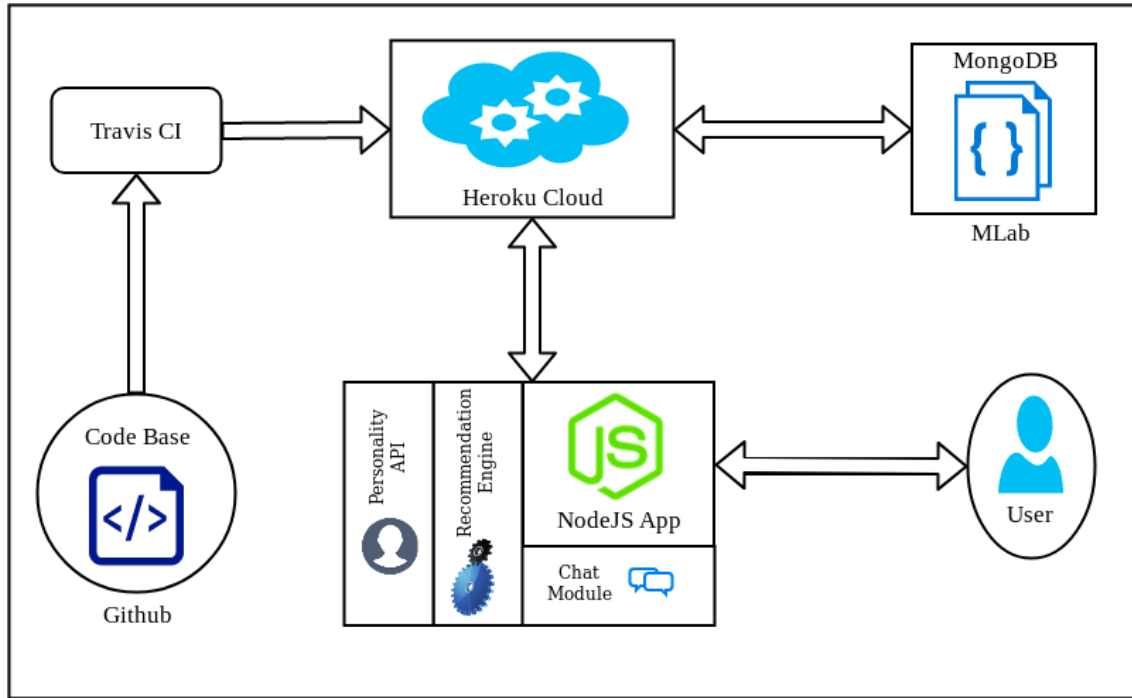 MongoDB
{ }
Travis CI
Heroku Cloud
MLab
Code Base
</>
Github
Personality
API
Recommendation
Engine
JS
NodeJS App
Chat
Module
User